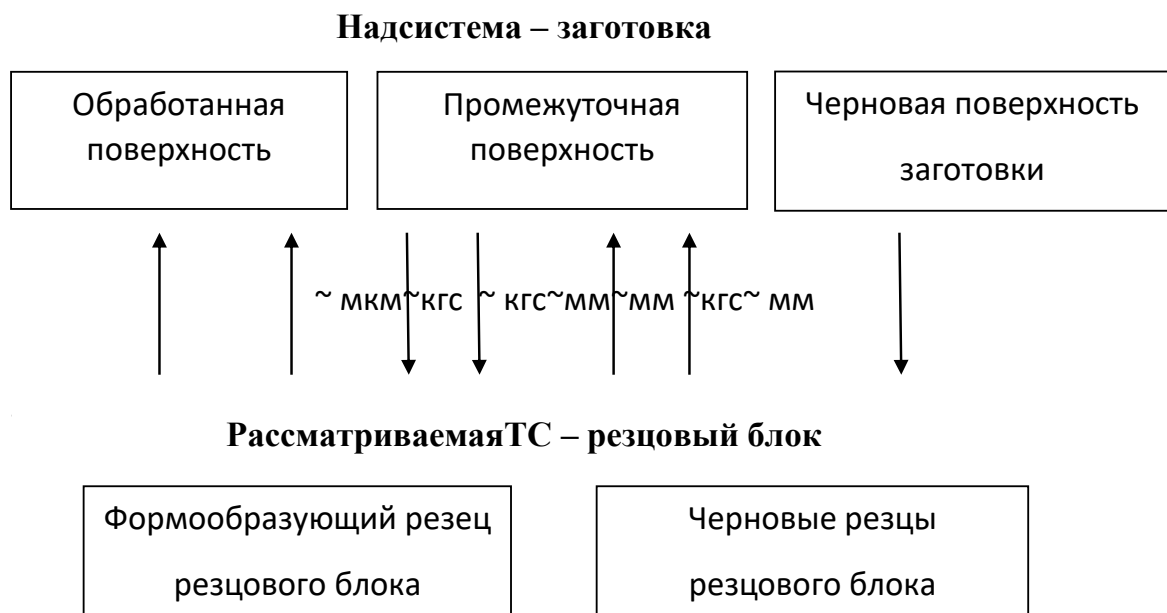 Надсистема – заготовка
Обработанная
поверхность
Промежуточная
поверхность
Черновая поверхность
заготовки
~ мкм~кгс ~ кгс~мм~мм ~кгс~ мм
РассматриваемаяТС – резцовый блок
Формообразующий резец
резцового блока
Черновые резцы
резцового блока